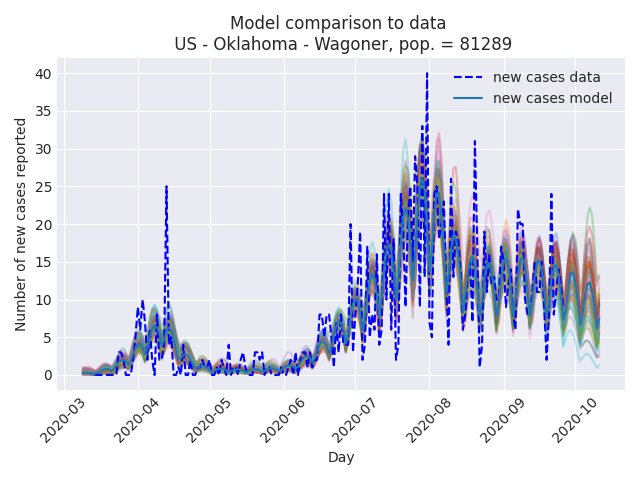 Model comparison to data
US - Oklahoma - Wagoner, pop. = 81289
new cases data
new cases model
Number of new cases reported
40
35
30
25
20
15
10
5
0
2020-03
2020-04
2020-05
2020-06
2020-07
2020-08
2020-09
2020-10
Day